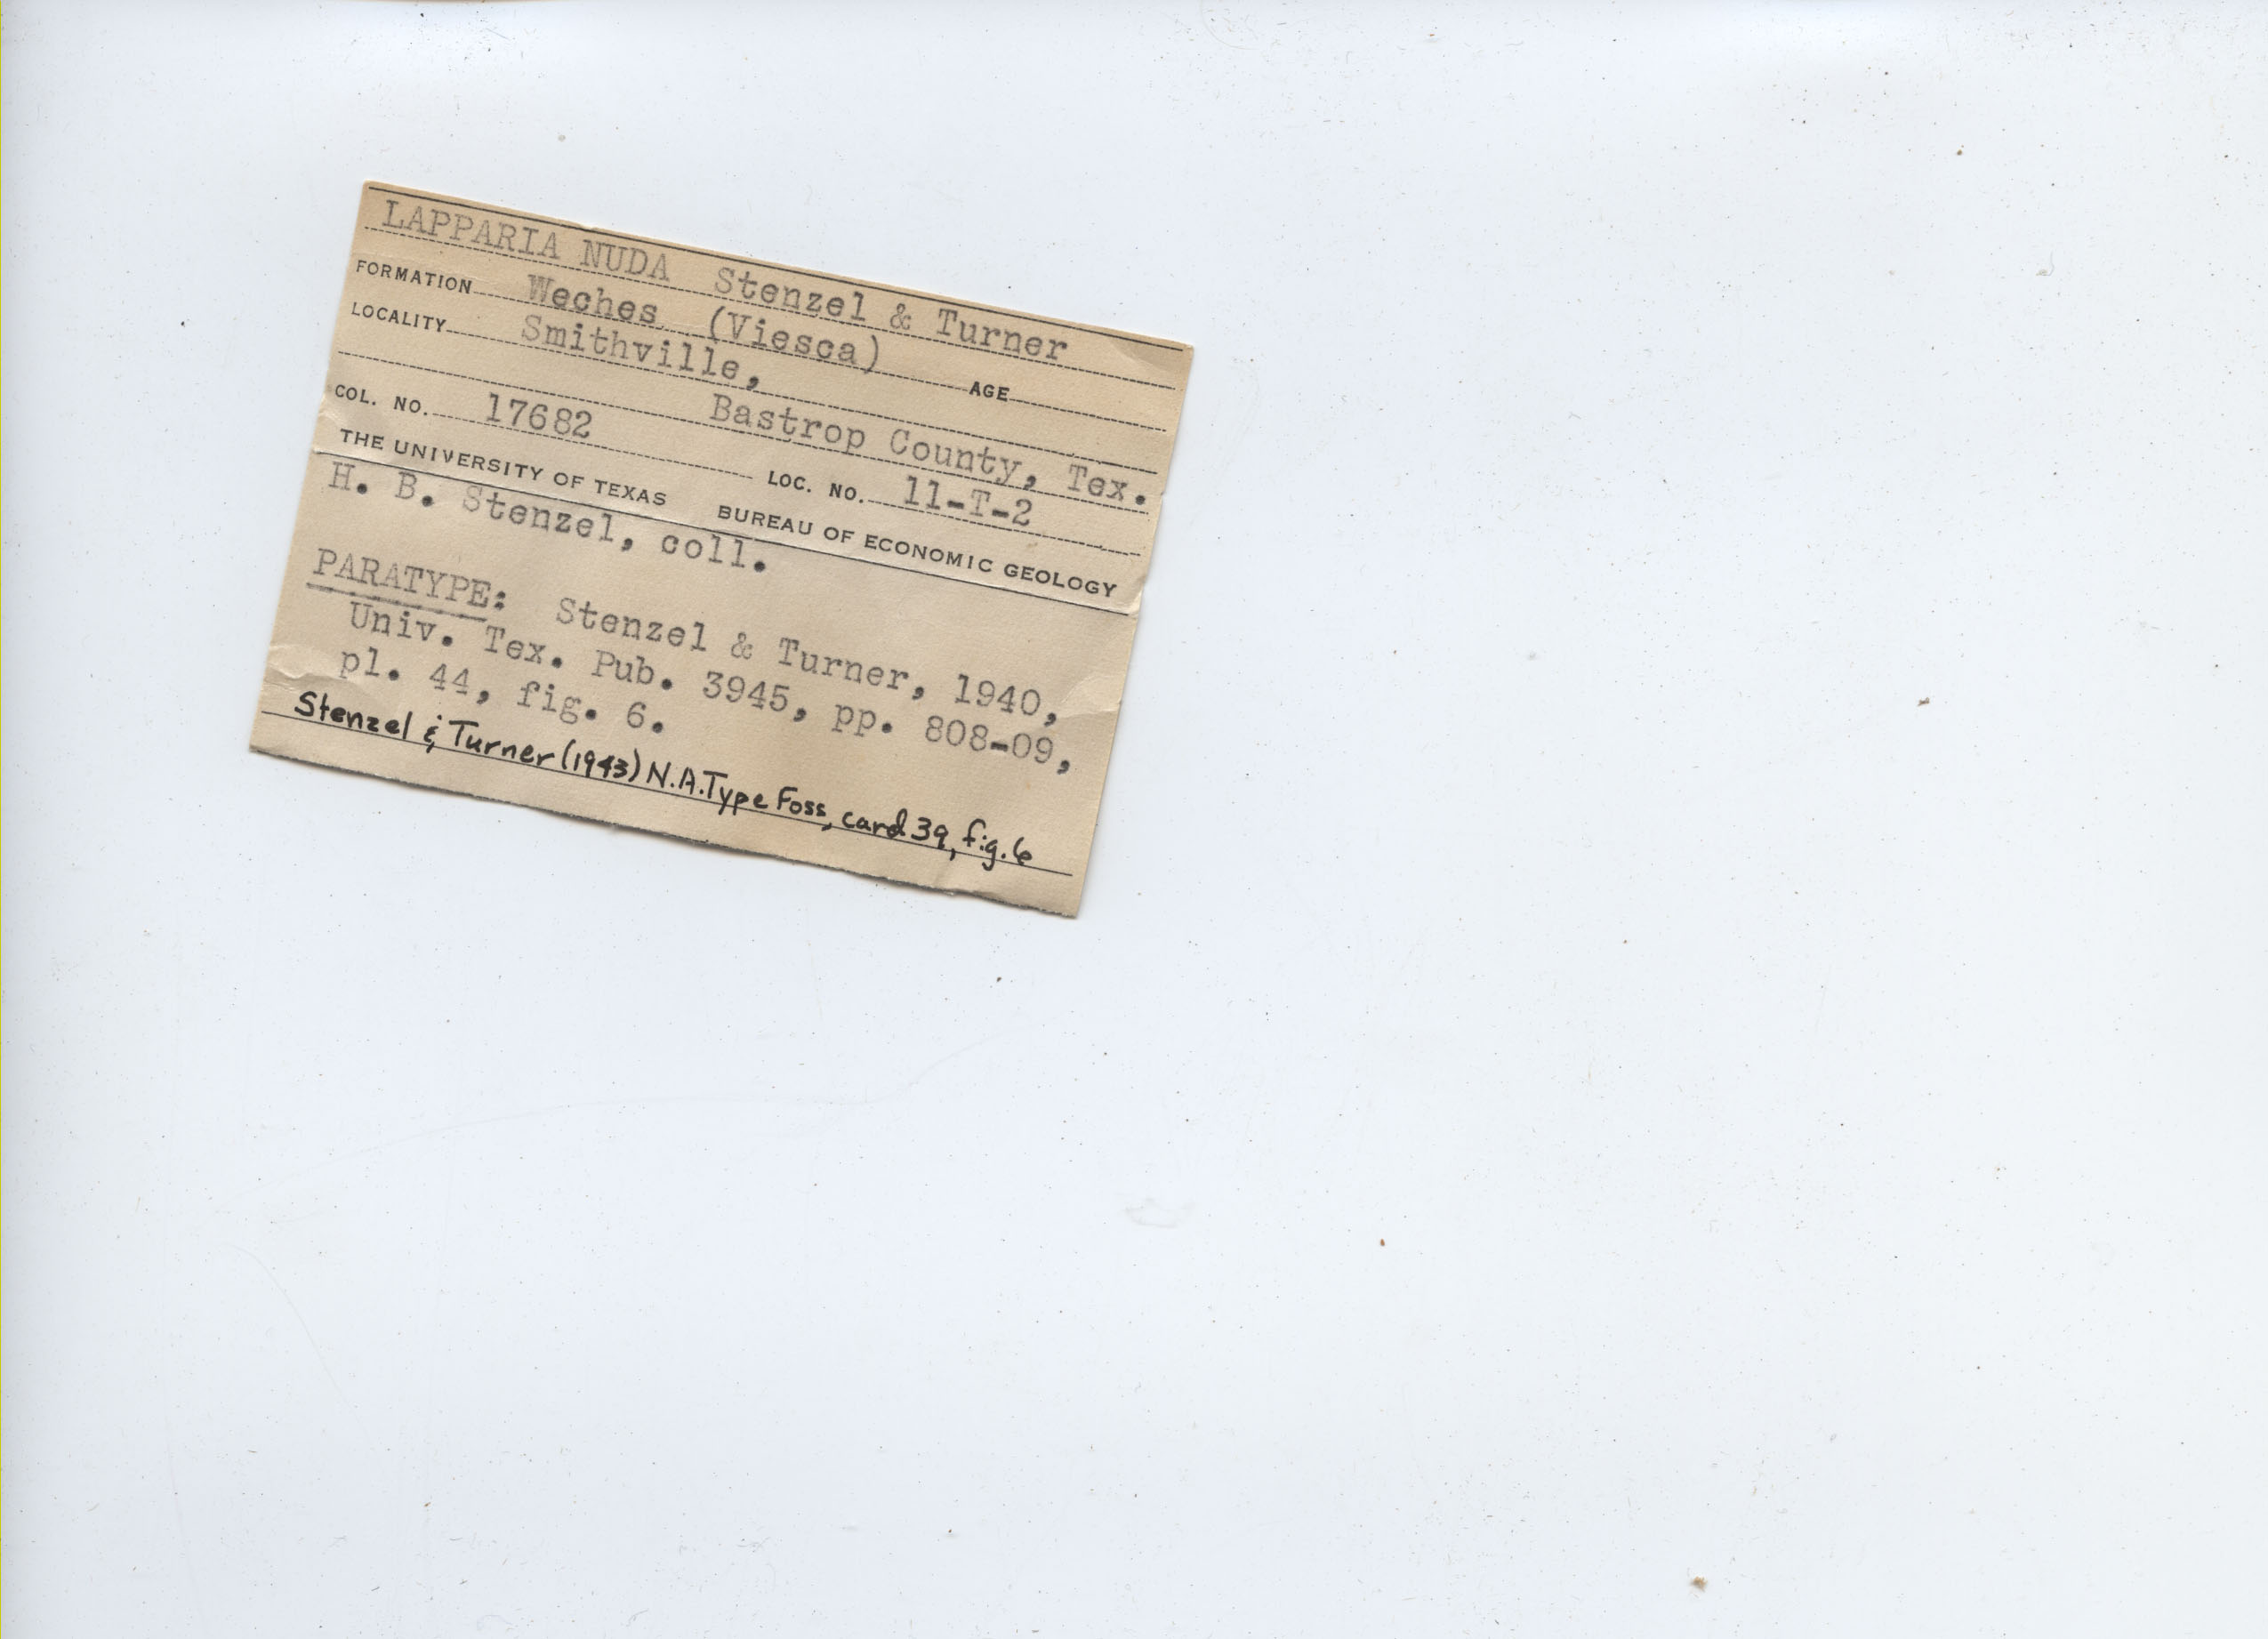 LAPPARIA NUDA Stenzel & Turner
FORMATION Weches (Viesca) AGE
LOCALITY Smithville,
Bastrop County, Tex.
COL. NO. 17682 LOC. NO. 11-T-2
THE UNIVERSITY OF TEXAS BUREAU OF ECONOMIC GEOLOGY
H. B. Stenzel, coll.
PARATYPE: Stenzel & Turner, 1940,
Univ. Tex. Pub. 3945, pp. 808-09,
pl. 44, fig. 6.
Stenzel & Turner (1943) N.A. Type Foss, card 39, fig. 6